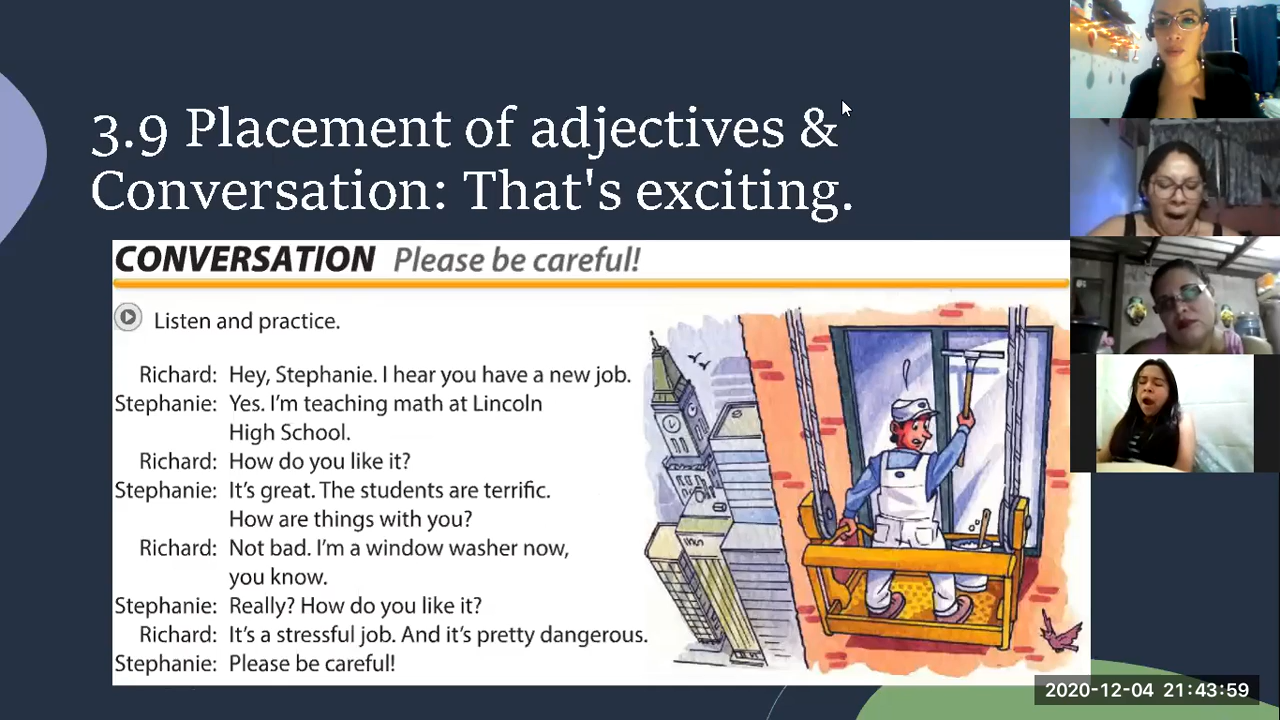 3.9 Placement of adjectives &
Conversation: That's exciting.
CONVERSATION Please be careful!
Listen and practice.
Richard: Hey, Stephanie. I hear you have a new job.
Stephanie: Yes. I'm teaching math at Lincoln
High School.
Richard: How do you like it?
Stephanie: It's great. The students are terrific.
How are things with you?
Richard: Not bad. I'm a window washer now,
you know.
Stephanie: Really? How do you like it?
Richard: It's a stressful job. And it's pretty dangerous.
Stephanie: Please be careful!
2020-12-04 21:43:59